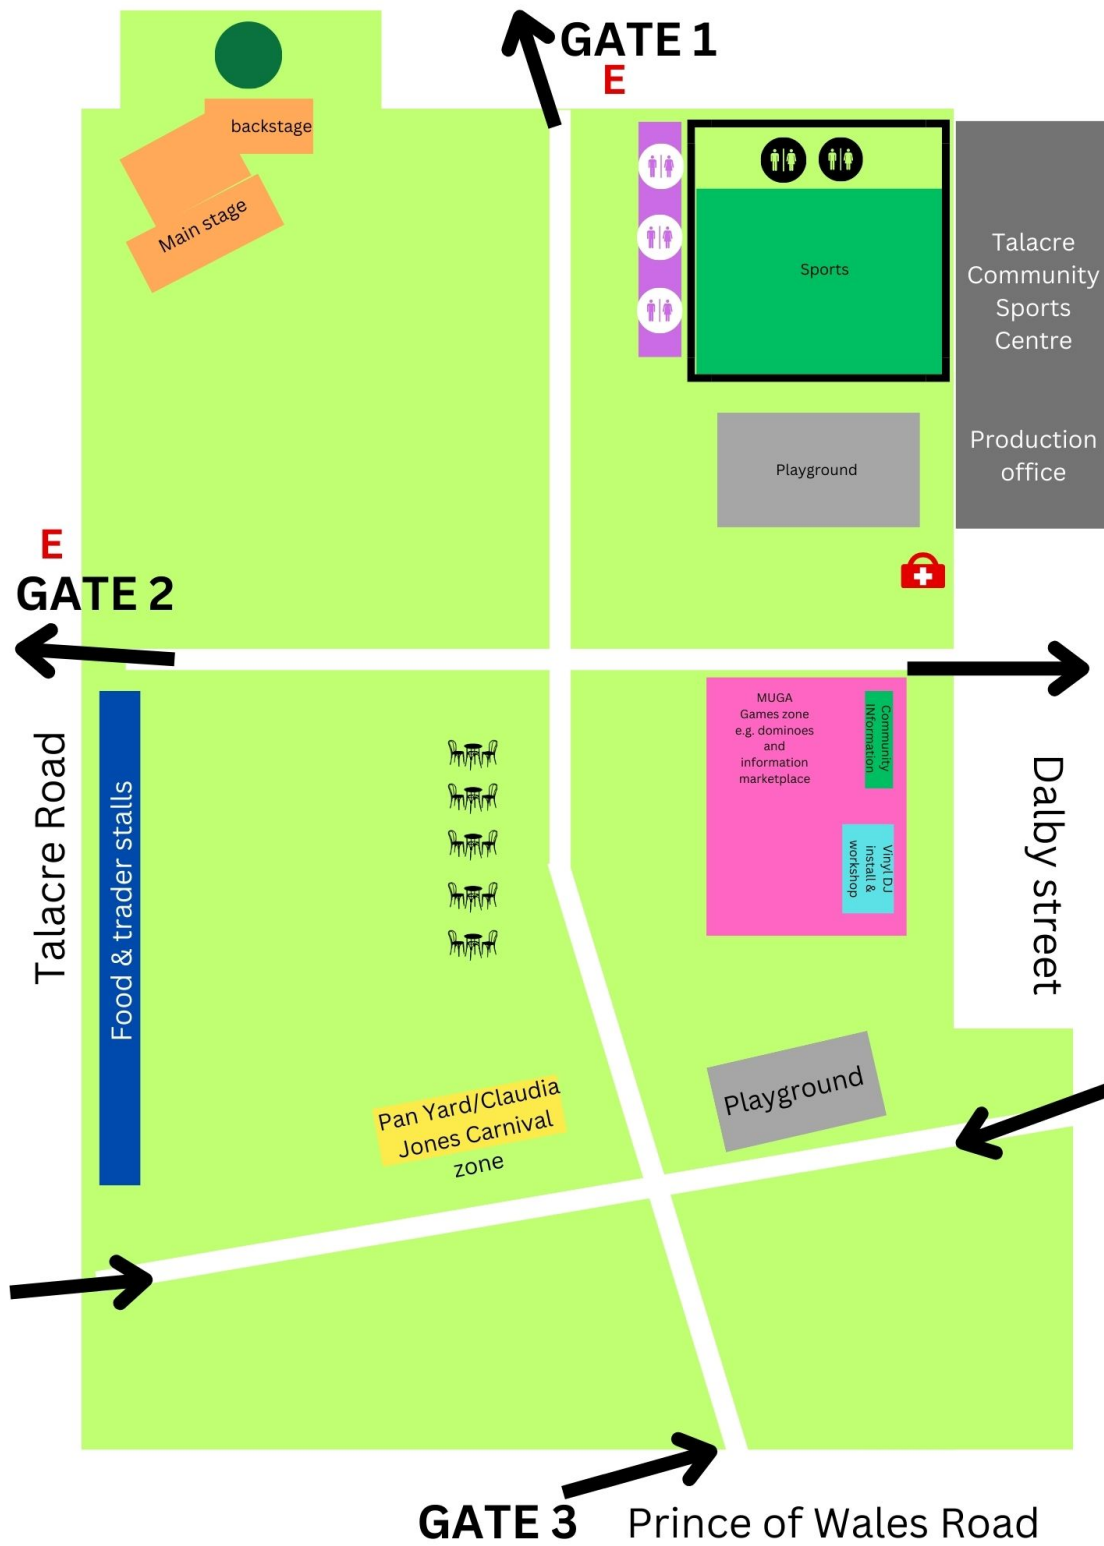 GATE 1
E
backstage
Main stage
Sports
Talacre
Community
Sports
Centre
Production
office
Playground
E
GATE 2
MUGA
Games zone
e.g. dominoes
and
information
marketplace
Community
INformation
Vinyl DJ
install &
workshop
Talacre Road
Food & trader stalls
Dalby street
Pan Yard/Claudia
Jones Carnival
zone
Playground
GATE 3
Prince of Wales Road